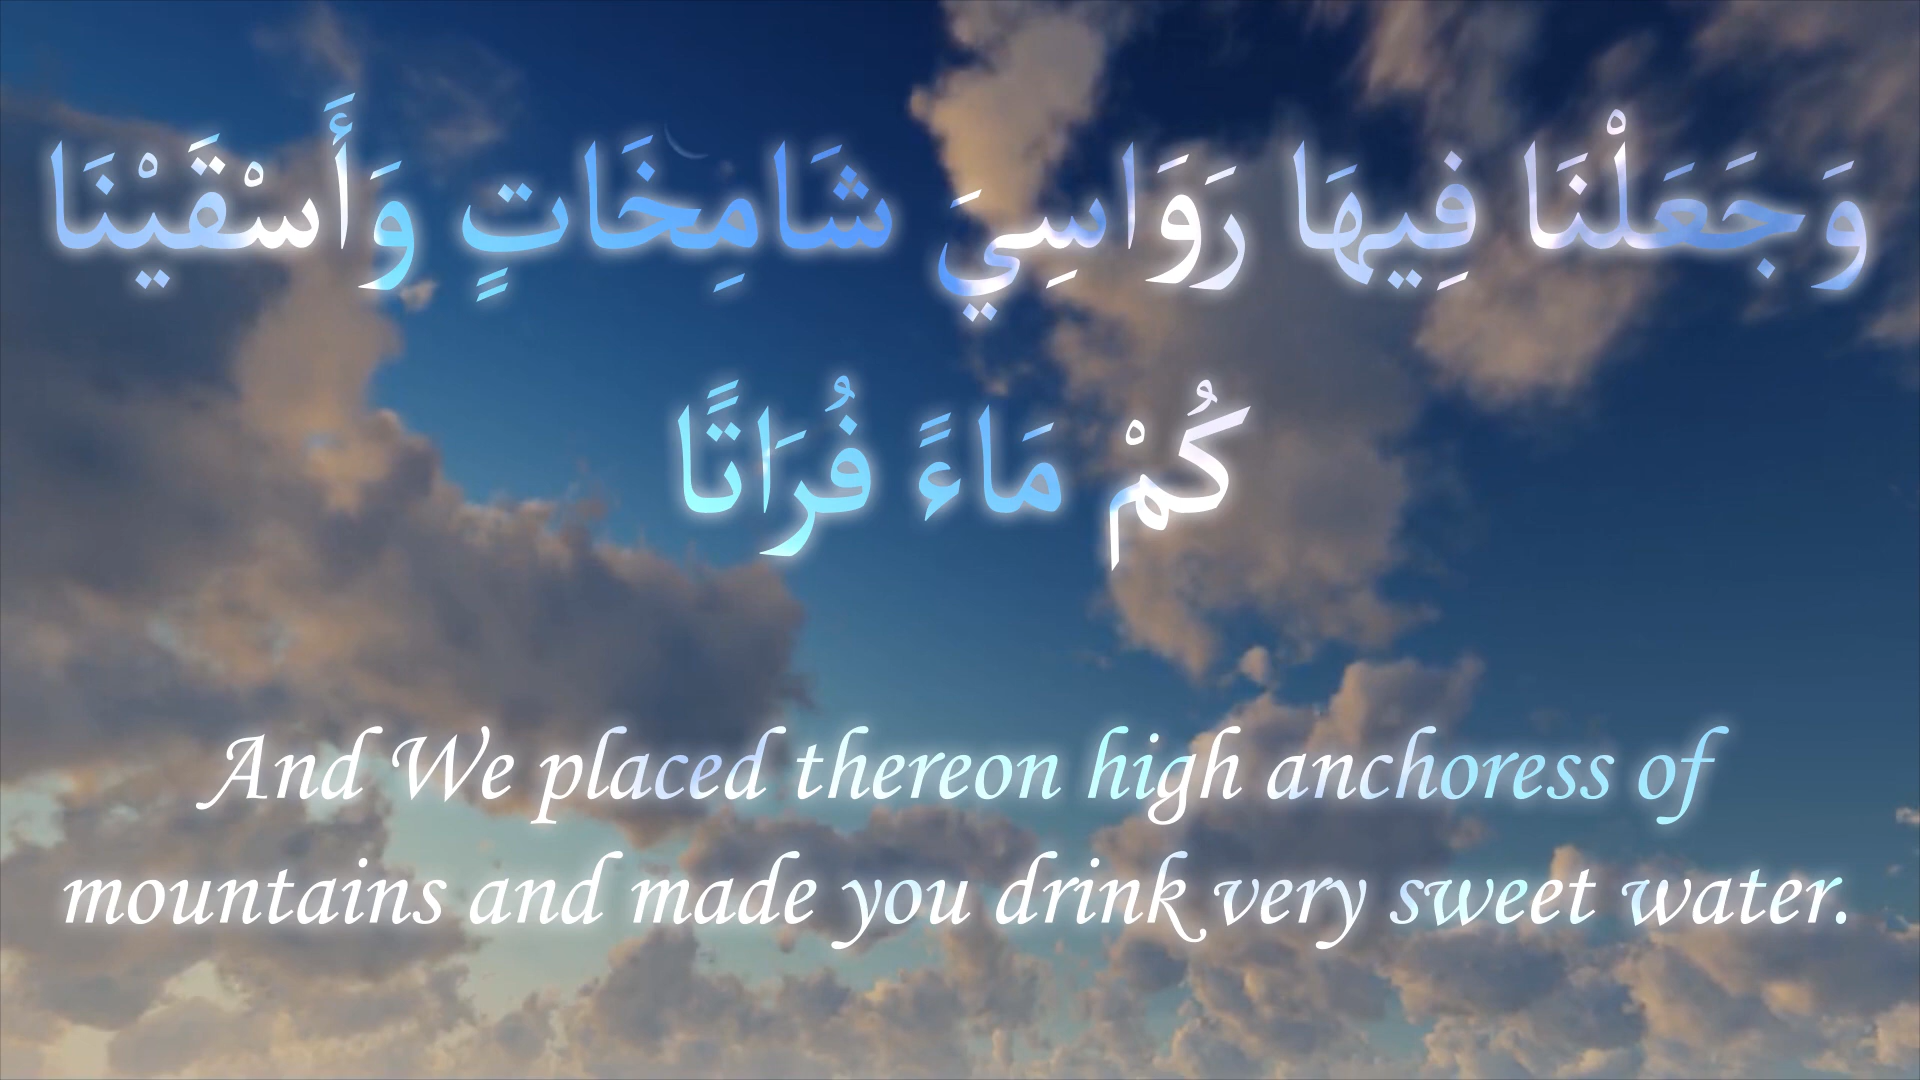 وَجَعَلْنَا فِيهَا رَوَاسِيَ شَامِخَاتٍ وَأَسْقَيْنَا
كُمْ مَاءً فُرَاتًا
And We placed thereon high anchoress of
mountains and made you drink very sweet water.